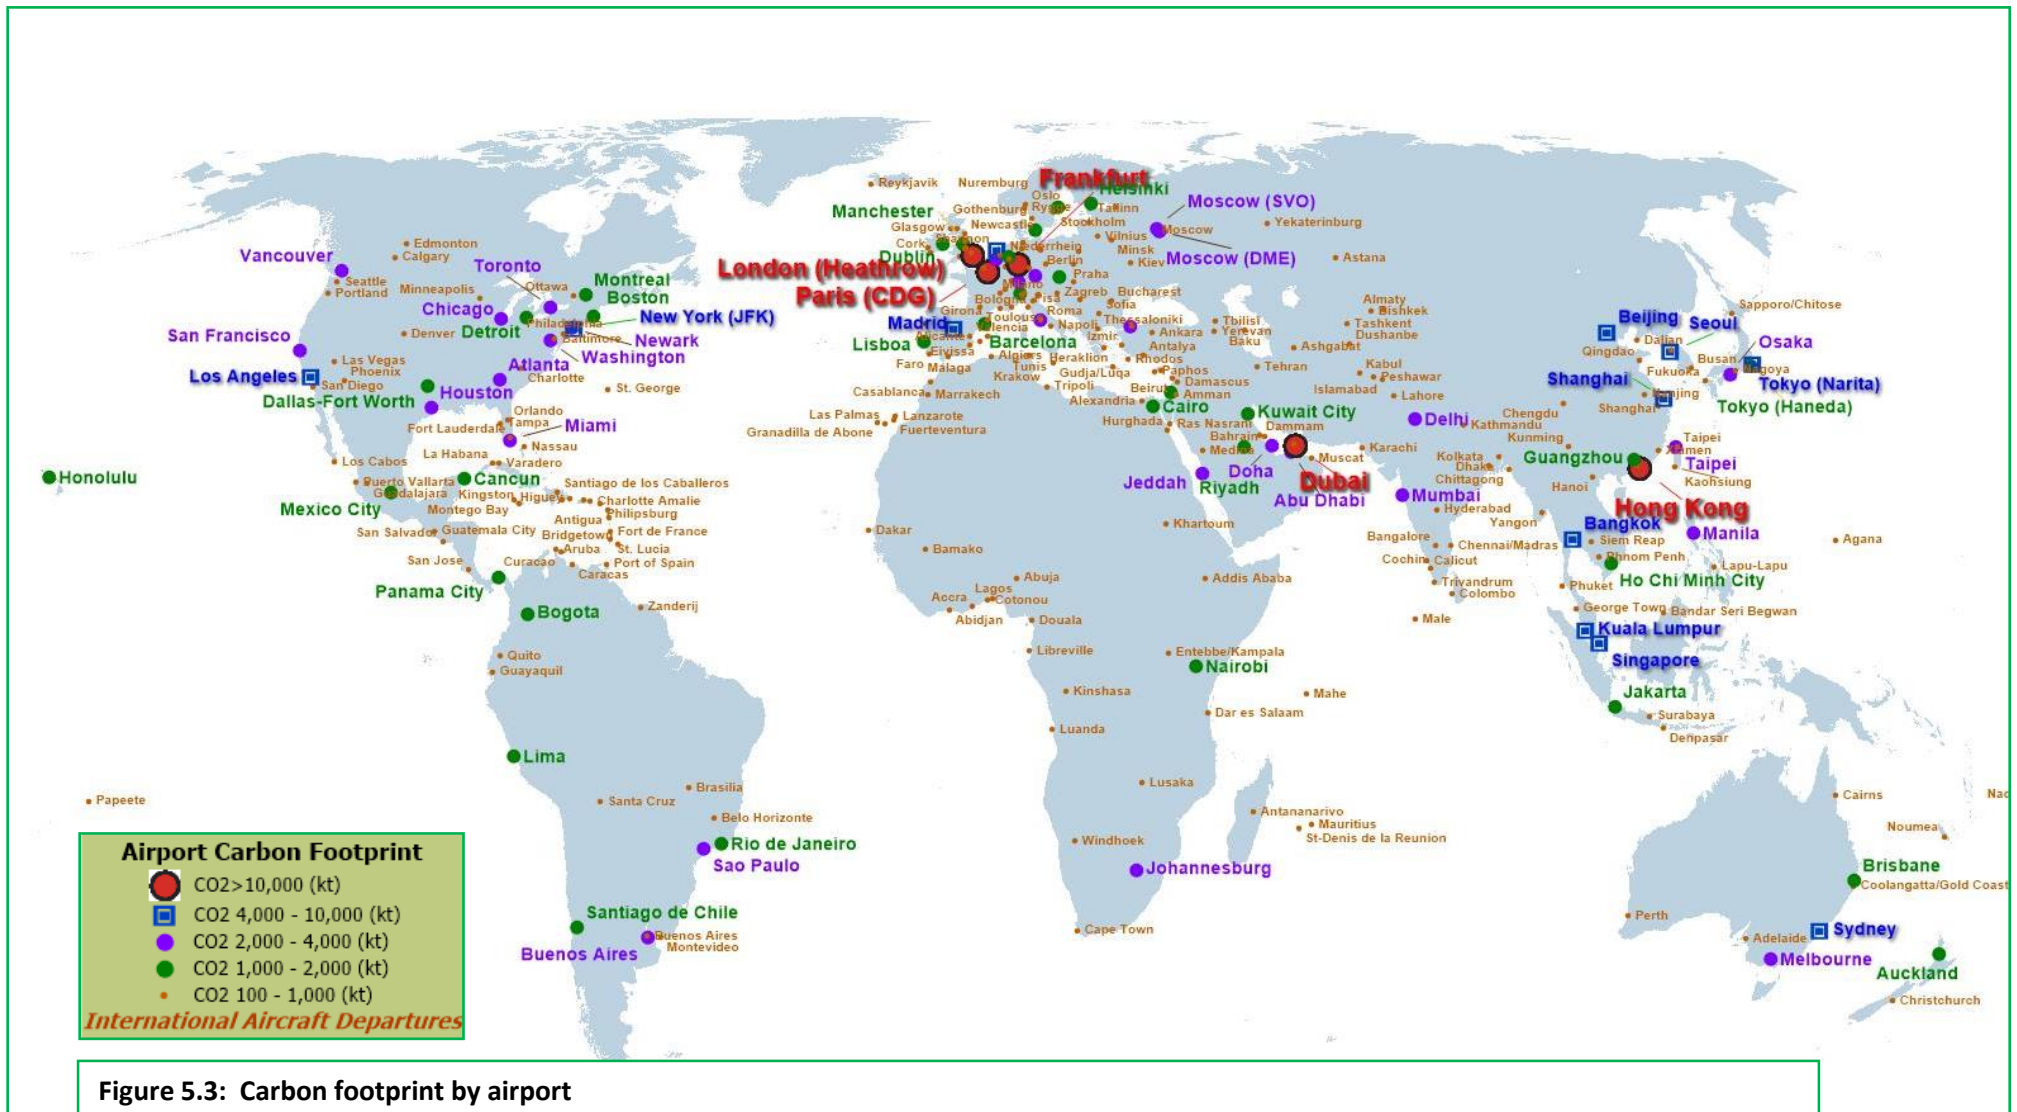 Reykjavik
Nuremburg
Frankfurt
Helsinki
Oslo
Rygge
Tallinn
Manchester
Gothenburg
Moscow (SVO)
Glasgow
Newcastle
Stockholm
Yekaterinburg
Shannon
Vilnius
Moscow
Cork
Niederrhein
Minsk
Edmonton
Dublin
Berlin
Kiev
Moscow (DME)
Astana
Calgary
Vancouver
Toronto
London (Heathrow)
Praha
Seattle
Montreal
Portland
Minneapolis
Ottawa
Boston
Paris (CDG)
Milano
Zagreb
Bucharest
Bologna
Pisa
Sofia
Almaty
Bishkek
Sapporo/Chitose
Chicago
Girona
Toulouse
Roma
New York (JFK)
Beijing
Seoul
Detroit
Philadelphia
Madrid
Valencia
Napoli
Thessaloniki
Tbilisi
Tashkent
Denver
Baltimore
Newark
Alicante
Izmir
Ankara
Yerevan
Dushanbe
Dalian
San Francisco
Washington
Lisboa
Barcelona
Baku
Osaka
Eivissa
Antalya
Ashgabat
Qingdao
Busan
Las Vegas
Algiers
Heraklion
Rhodos
Atlanta
Faro
Malaga
Tunis
Gudja/Luqa
Paphos
Tehran
Kabul
Fukuoka
Nagoya
Phoenix
Krakow
Peshawar
Shanghai
Los Angeles
San Diego
Charlotte
St. George
Tripoli
Beirut
Damascus
Islamabad
Tokyo (Narita)
Houston
Casablanca
Marrakech
Amman
Lahore
Nanjing
Dallas-Fort Worth
Alexandria
Cairo
Kuwait City
Shanghai
Tokyo (Haneda)
Orlando
Tampa
Las Palmas
Lanzarote
Hurghada
Ras Nasrani
Dammam
Delhi
Kathmandu
Chengdu
Fort Lauderdale
Miami
Granadilla de Abone
Fuerteventura
Bahrain
Kunming
Taipei
Nassau
Medina
Karachi
Xiamen
La Habana
Varadero
Muscat
Kolkata
Guangzhou
Taipei
Los Cabos
Dhaka
Honolulu
Puerto Vallarta
Cancun
Santiago de los Caballeros
Jeddah
Doha
Dubai
Chittagong
Kaohsiung
Guadalajara
Kingston
Higuey
Charlotte Amalie
Riyadh
Abu Dhabi
Mumbai
Hanoi
Mexico City
Montego Bay
Philipsburg
Hyderabad
Hong Kong
Antigua
Yangon
San Salvador
Guatemala City
Bridgetown
Fort de France
Dakar
Khartoum
Bangkok
Manila
Bangalore
Chennai/Madras
Siem Reap
Agana
Aruba
St. Lucia
Bamako
San Jose
Curacao
Port of Spain
Cochin
Calicut
Phnom Penh
Caracas
Lapu-Lapu
Panama City
Abuja
Addis Ababa
Trivandrum
Phuket
Ho Chi Minh City
Lagos
Colombo
Accra
Cotonou
Bogota
Zanderij
George Town
Bandar Seri Begwan
Abidjan
Douala
Male
Kuala Lumpur
Quito
Libreville
Entebbe/Kampala
Singapore
Guayaquil
Nairobi
Kinshasa
Mahe
Jakarta
Dar es Salaam
Surabaya
Luanda
Denpasar
Lima
Lusaka
Brasilia
Papeete
Santa Cruz
Cairns
Nad
Antananarivo
Belo Horizonte
Mauritius
Noumea
Windhoek
St-Denis de la Reunion
Rio de Janeiro
Sao Paulo
Johannesburg
Brisbane
Coolangatta/Gold Coast
Santiago de Chile
Perth
Cape Town
Sydney
Buenos Aires
Adelaide
Montevideo
Buenos Aires
Melbourne
Auckland
Christchurch
Airport Carbon Footprint
CO2>10,000 (kt)
CO2 4,000 - 10,000 (kt)
CO2 2,000 - 4,000 (kt)
CO2 1,000 - 2,000 (kt)
CO2 100 - 1,000 (kt)
International Aircraft Departures
Figure 5.3: Carbon footprint by airport